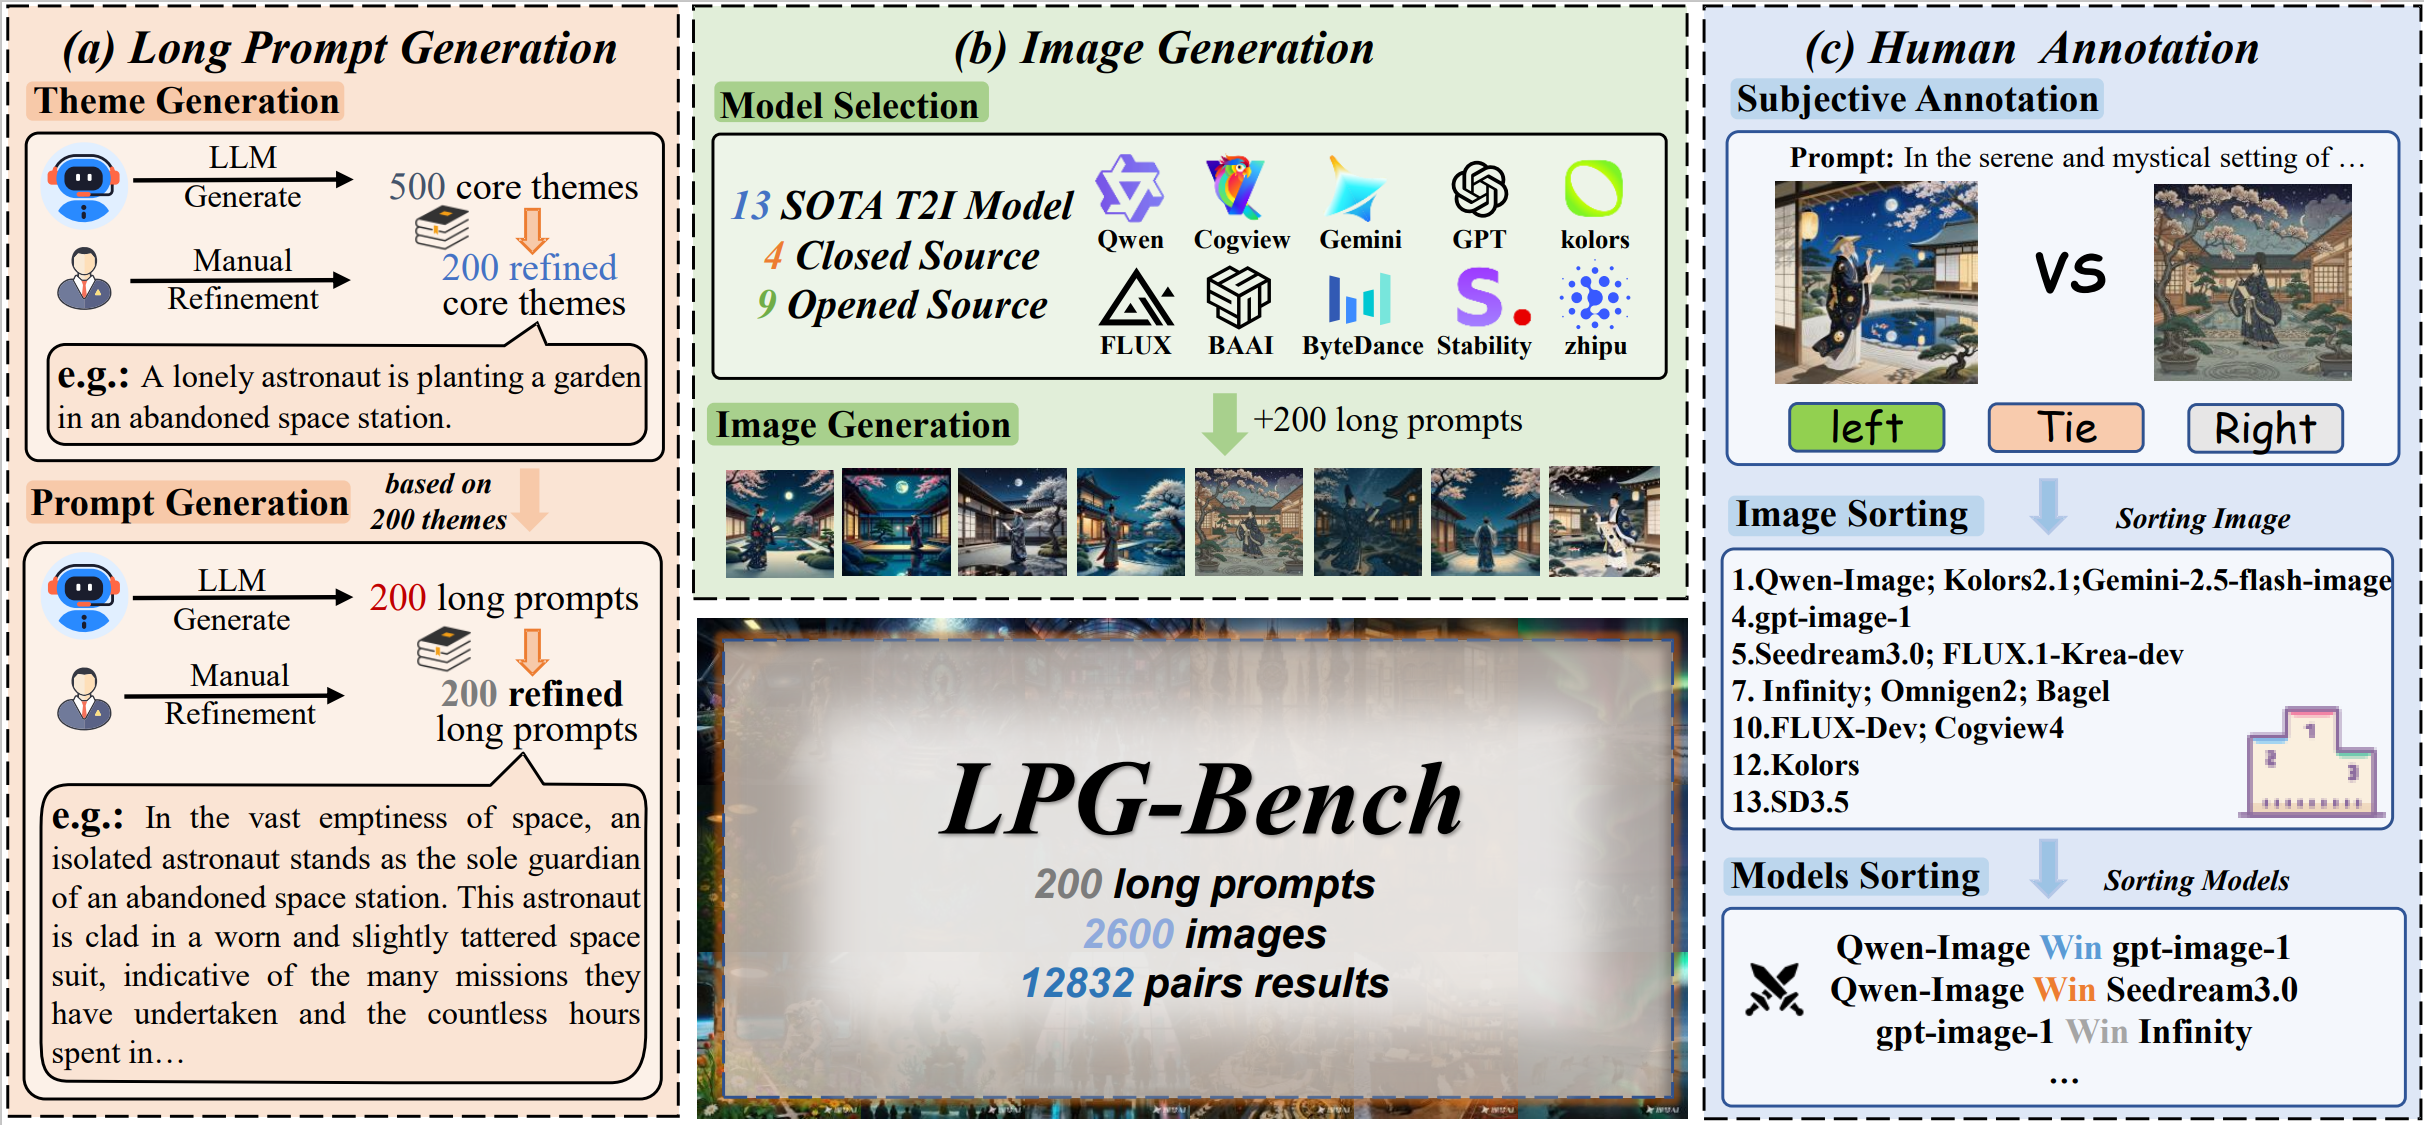 (a) Long Prompt Generation
Theme Generation
LLM
Generate
500 core themes
Manual
Refinement
200 refined
core themes
e.g.: A lonely astronaut is planting a garden
in an abandoned space station.
Prompt Generation
based on
200 themes
LLM
Generate
200 long prompts
Manual
Refinement
200 refined
long prompts
e.g.: In the vast emptiness of space, an
isolated astronaut stands as the sole guardian
of an abandoned space station. This astronaut
is clad in a worn and slightly tattered space
suit, indicative of the many missions they
have undertaken and the countless hours
spent in…
(b) Image Generation
Model Selection
13 SOTA T2I Model
4 Closed Source
9 Opened Source
Qwen Cogview Gemini GPT kolors
FLUX BAAI ByteDance Stability zhipu
Image Generation
+200 long prompts
LPG-Bench
200 long prompts
2600 images
12832 pairs results
(c) Human Annotation
Subjective Annotation
Prompt: In the serene and mystical setting of …
VS
left Tie Right
Image Sorting
Sorting Image
1.Qwen-Image; Kolors2.1;Gemini-2.5-flash-image
4.gpt-image-1
5.Seedream3.0; FLUX.1-Krea-dev
7. Infinity; Omnigen2; Bagel
10.FLUX-Dev; Cogview4
12.Kolors
13.SD3.5
1
2
3
Models Sorting
Sorting Models
Qwen-Image Win gpt-image-1
Qwen-Image Win Seedream3.0
gpt-image-1 Win Infinity
…